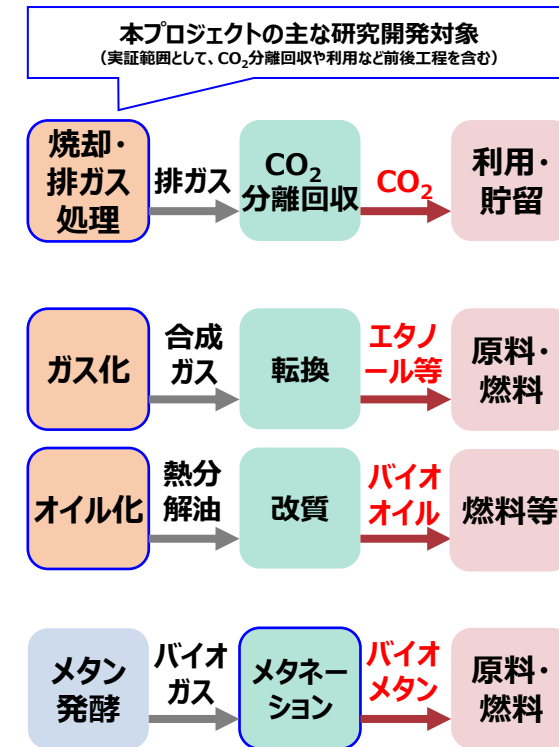 本プロジェクトの主な研究開発対象
(実証範囲として、CO₂分離回収や利用など前後工程を含む)
焼却・
排ガス
処理
排ガス
CO₂
分離回収
CO₂
利用・
貯留
ガス化
合成
ガス
転換
エタノ
ール等
原料・
燃料
オイル化
熱分
解油
改質
バイオ
オイル
燃料等
メタン
発酵
バイオ
ガス
メタネー
ション
バイオ
メタン
原料・
燃料